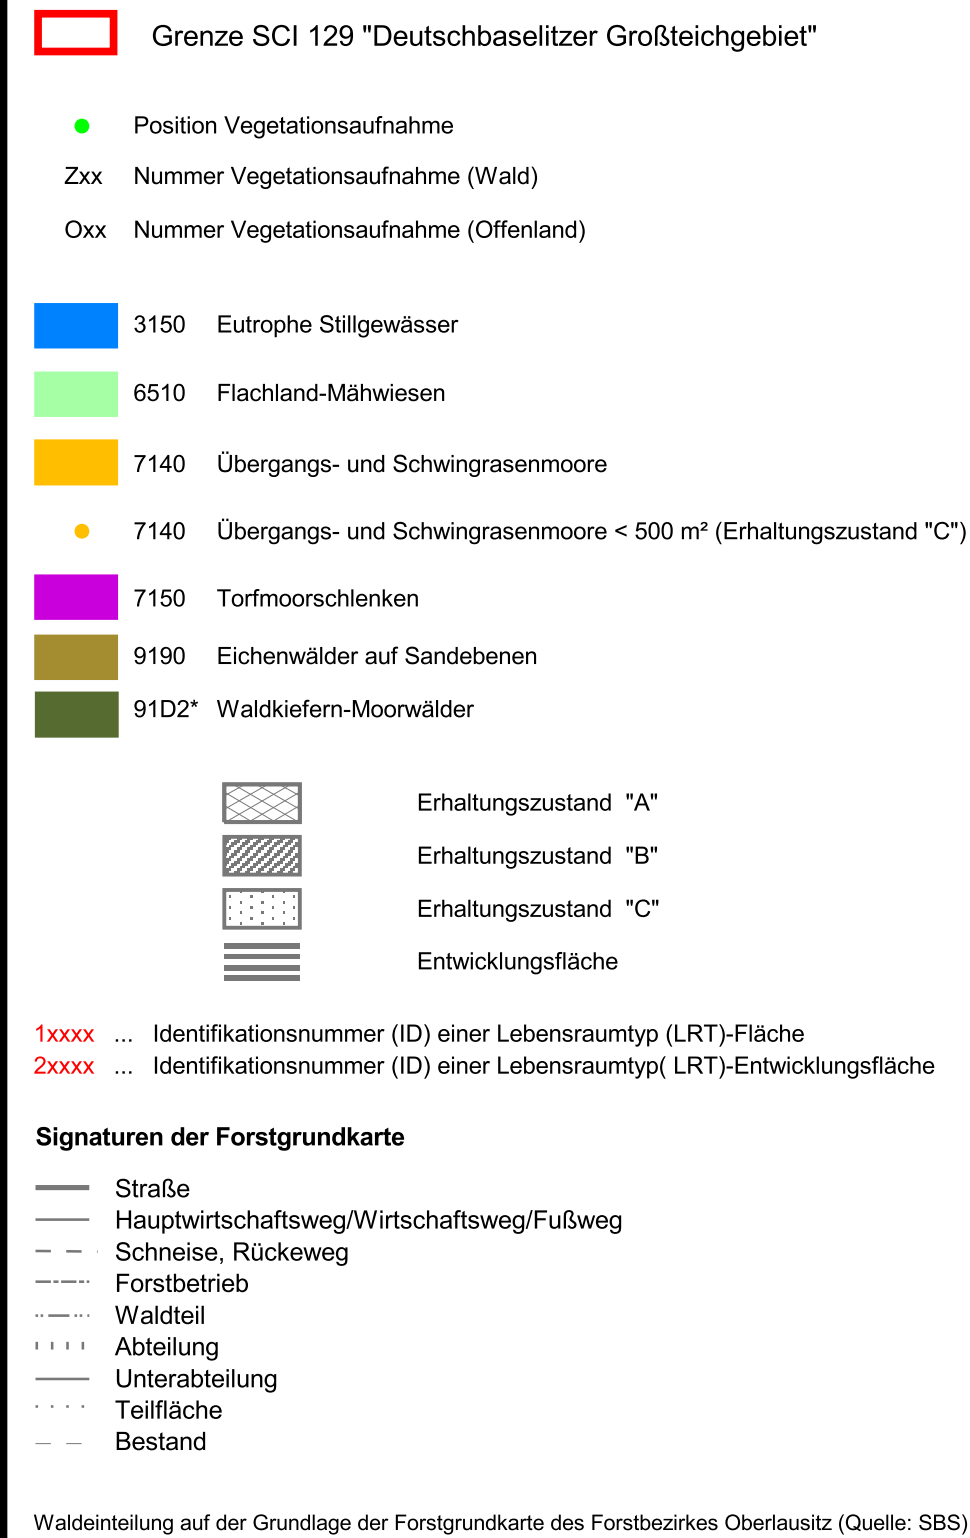 Grenze SCI 129 "Deutschbaselitzer Großteichgebiet"
Position Vegetationsaufnahme
Zxx Nummer Vegetationsaufnahme (Wald)
Oxx Nummer Vegetationsaufnahme (Offenland)
3150 Eutrophe Stillgewässer
6510 Flachland-Mähwiesen
7140 Übergangs- und Schwingrasenmoore
7140 Übergangs- und Schwingrasenmoore < 500 m² (Erhaltungszustand "C")
7150 Torfmoorschlenken
9190 Eichenwälder auf Sandebenen
91D2* Waldkiefern-Moorwälder
Erhaltungszustand "A"
Erhaltungszustand "B"
Erhaltungszustand "C"
Entwicklungsfläche
1xxxx ... Identifikationsnummer (ID) einer Lebensraumtyp (LRT)-Fläche
2xxxx ... Identifikationsnummer (ID) einer Lebensraumtyp( LRT)-Entwicklungsfläche
Signaturen der Forstgrundkarte
Straße
Hauptwirtschaftsweg/Wirtschaftsweg/Fußweg
Schneise, Rückeweg
Forstbetrieb
Waldteil
Abteilung
Unterabteilung
Teilfläche
Bestand
Waldeinteilung auf der Grundlage der Forstgrundkarte des Forstbezirkes Oberlausitz (Quelle: SBS)